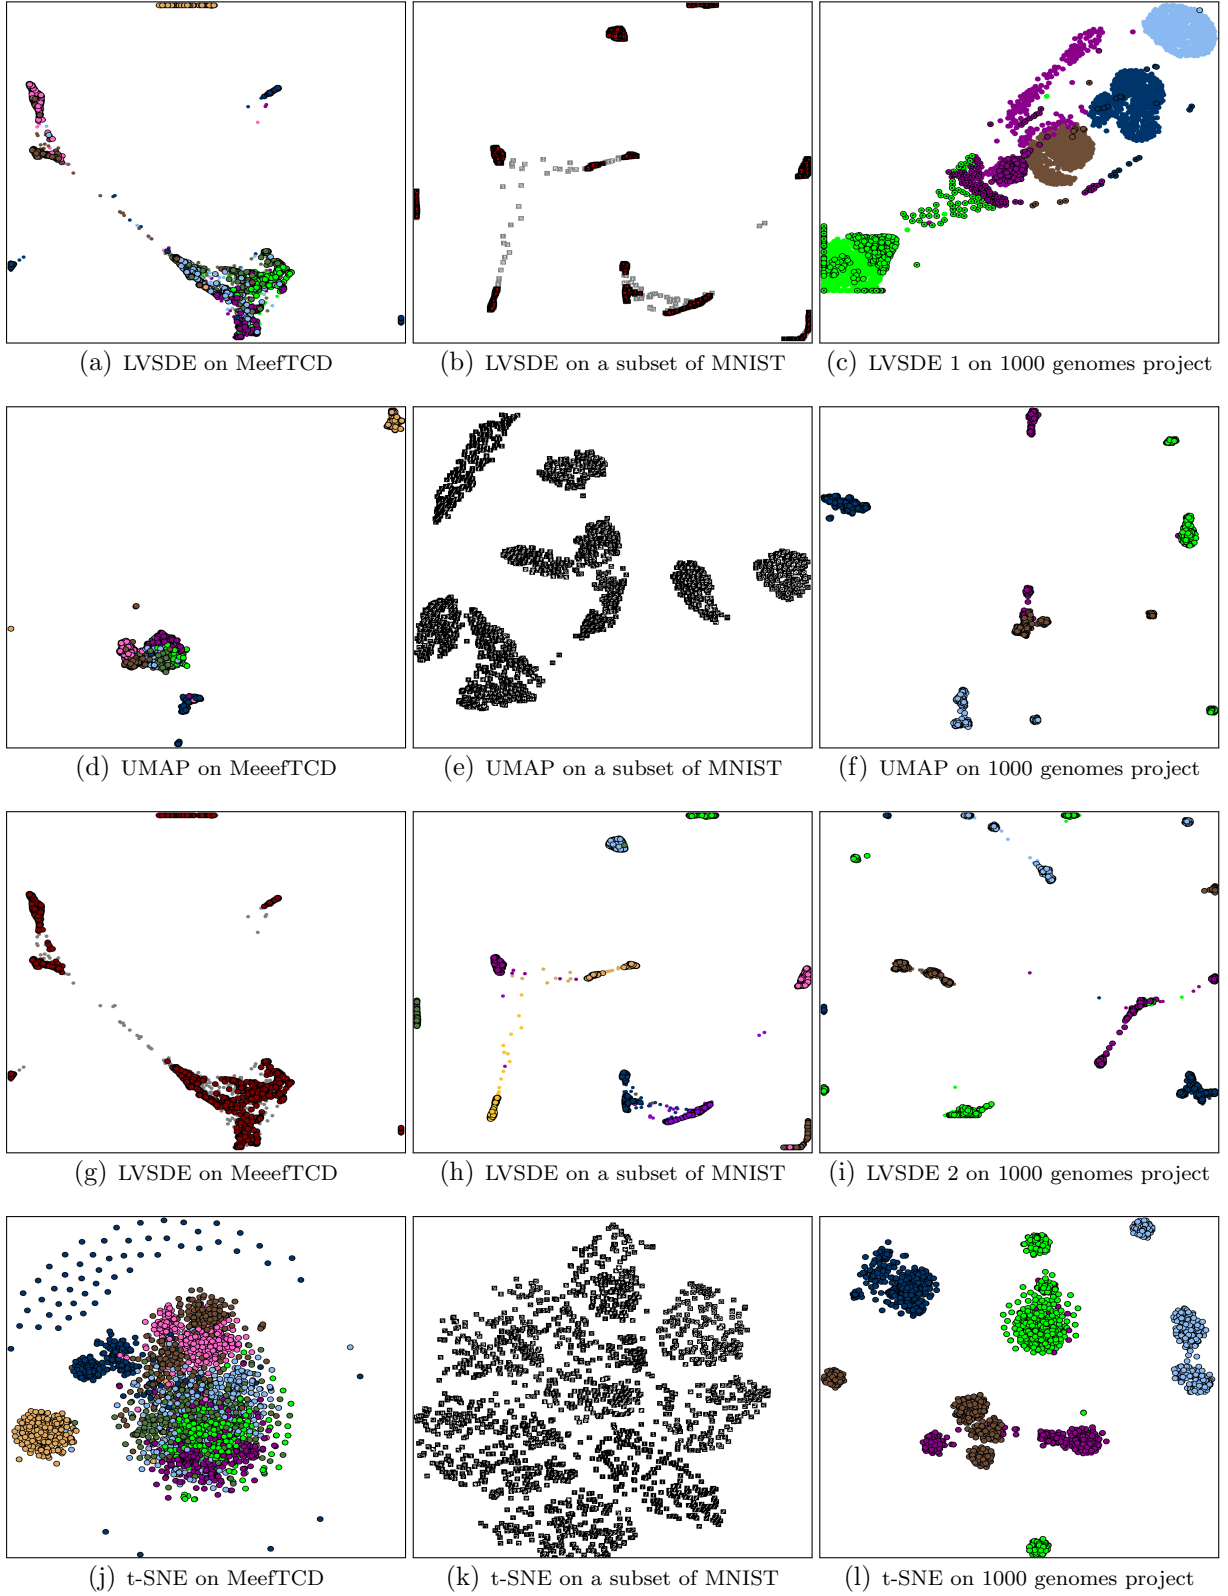 (a) LVSDE on MeefTCD
(b) LVSDE on a subset of MNIST
(c) LVSDE 1 on 1000 genomes project
(d) UMAP on MeeefTCD
(e) UMAP on a subset of MNIST
(f) UMAP on 1000 genomes project
(g) LVSDE on MeeefTCD
(h) LVSDE on a subset of MNIST
(i) LVSDE 2 on 1000 genomes project
(j) t-SNE on MeefTCD
(k) t-SNE on a subset of MNIST
(l) t-SNE on 1000 genomes project